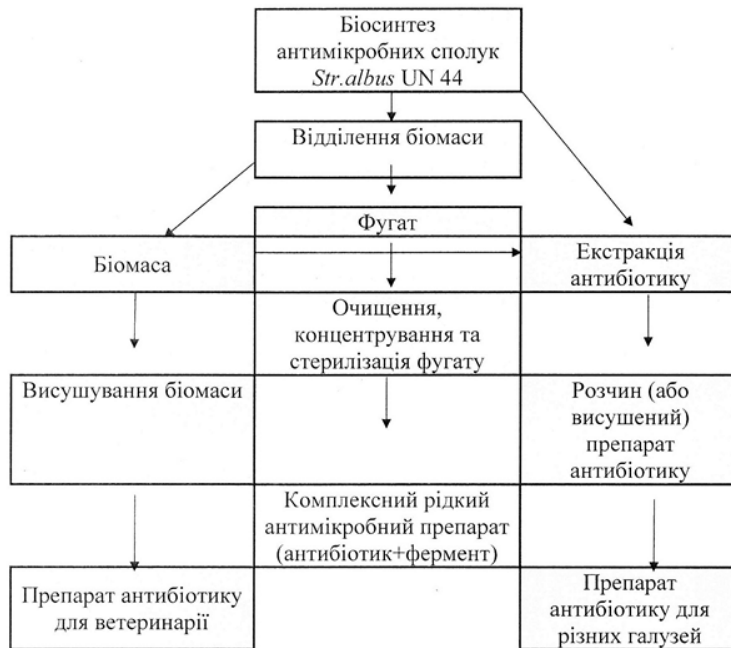 Біосинтез
антимікробних сполук
Str.albus UN 44
Відділення біомаси
Фугат
Біомаса
Екстракція
антибіотику
Очищення,
концентрування та
стерилізація фугату
Висушування біомаси
Розчин (або
висушений)
препарат
антибіотику
Комплексний рідкий
антимікробний препарат
(антибіотик+фермент)
Препарат антибіотику
для ветеринарії
Препарат
антибіотику для
різних галузей